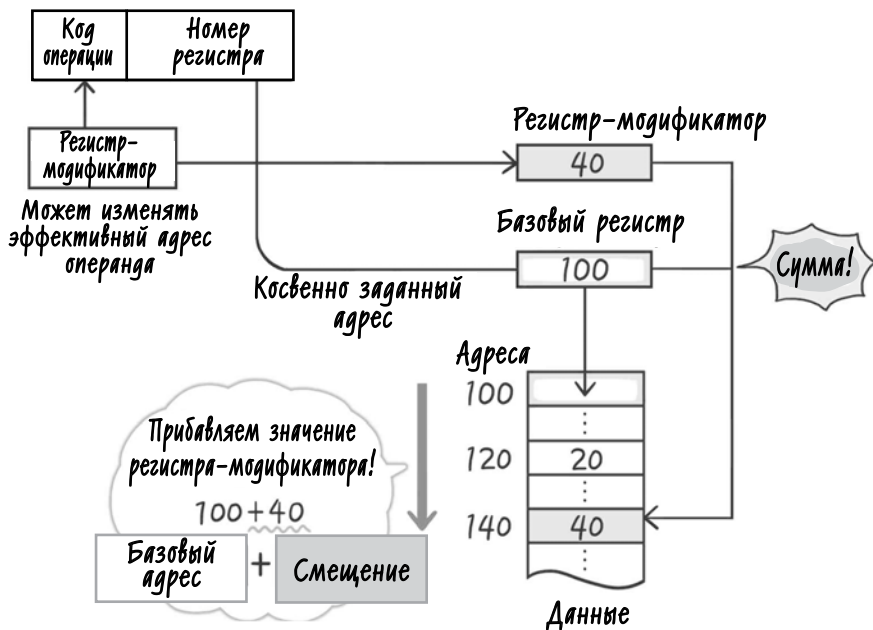 Код
операции
Номер
регистра
Регистр-
модификатор
Может изменять
эффективный адрес
операнда
Регистр-модификатор
40
Базовый регистр
100
Сумма!
Косвенно заданный
адрес
Адреса
100
120
20
140
40
Данные
Прибавляем значение
регистра-модификатора!
100+40
Базовый
адрес
+
Смещение